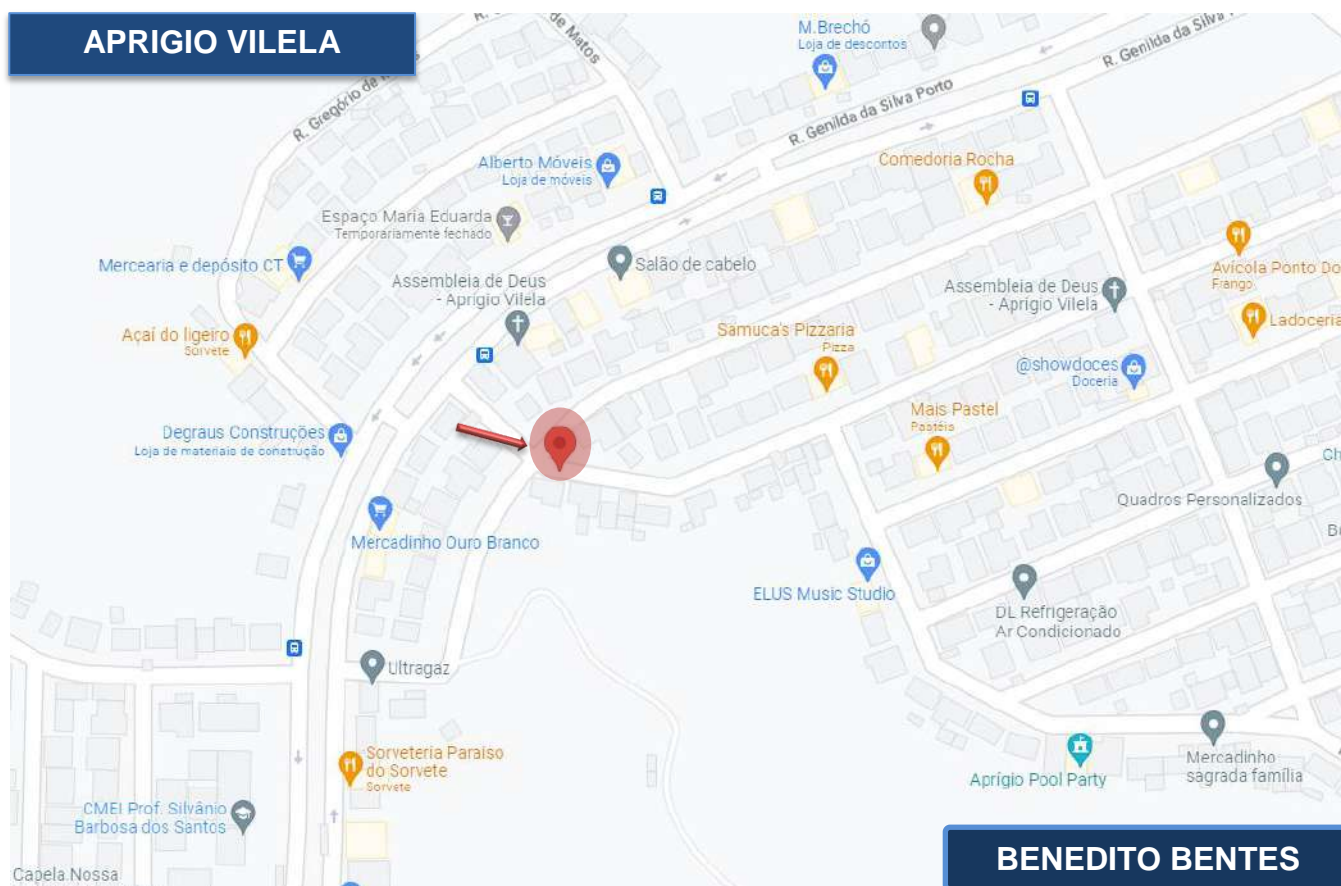 APRIGIO VILELA
de Matos
M.Brechó
Loja de descontos
R. Genilda da Silva
R. Gregório de
R. Genilda da Silva Porto
Alberto Móveis
Loja de móveis
Comedoria Rocha
Espaço Maria Eduarda
Temporariamente fechado
Mercearia e depósito CT
Salão de cabelo
Assembleia de Deus
- Aprígio Vilela
Assembleia de Deus
- Aprígio Vilela
Avícola Ponto Do
Frango
Açaí do ligeiro
Sorvete
Samuca's Pizzaria
Pizza
Ladoceria
@showdoces
Doceria
Mais Pastel
Pastéis
Degraus Construções
Loja de materiais de construção
Ch
Quadros Personalizados
Mercadinho Ouro Branco
ELUS Music Studio
DL Refrigeração
Ar Condicionado
Ultragaz
Sorveteria Paraiso
do Sorvete
Sorvete
Aprígio Pool Party
Mercadinho
sagrada família
CMEI Prof. Silvânio
Barbosa dos Santos
Capela Nossa
BENEDITO BENTES